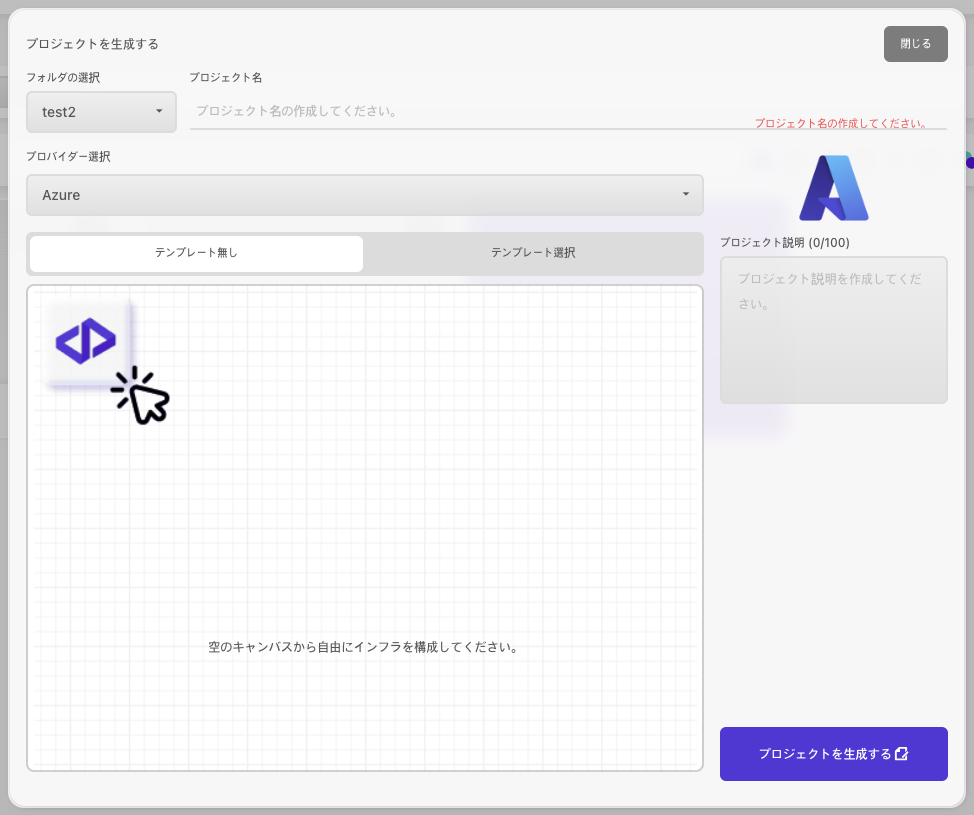 プロジェクトを生成する
閉じる
フォルダの選択
プロジェクト名
test2
プロジェクト名の作成してください。
プロジェクト名の作成してください。
プロバイダー選択
Azure
テンプレート無し
テンプレート選択
プロジェクト説明 (0/100)
プロジェクト説明を作成してくだ
さい。
空のキャンバスから自由にインフラを構成してください。
プロジェクトを生成する